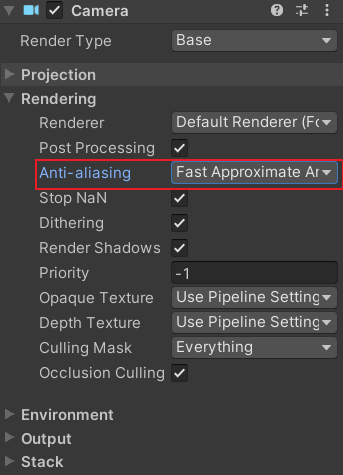 Camera
Render Type Base
Projection
Rendering
Renderer Default Renderer (Fo
Post Processing
Anti-aliasing Fast Approximate An
Stop NaN
Dithering
Render Shadows
Priority -1
Opaque Texture Use Pipeline Setting
Depth Texture Use Pipeline Setting
Culling Mask Everything
Occlusion Culling
Environment
Output
Stack